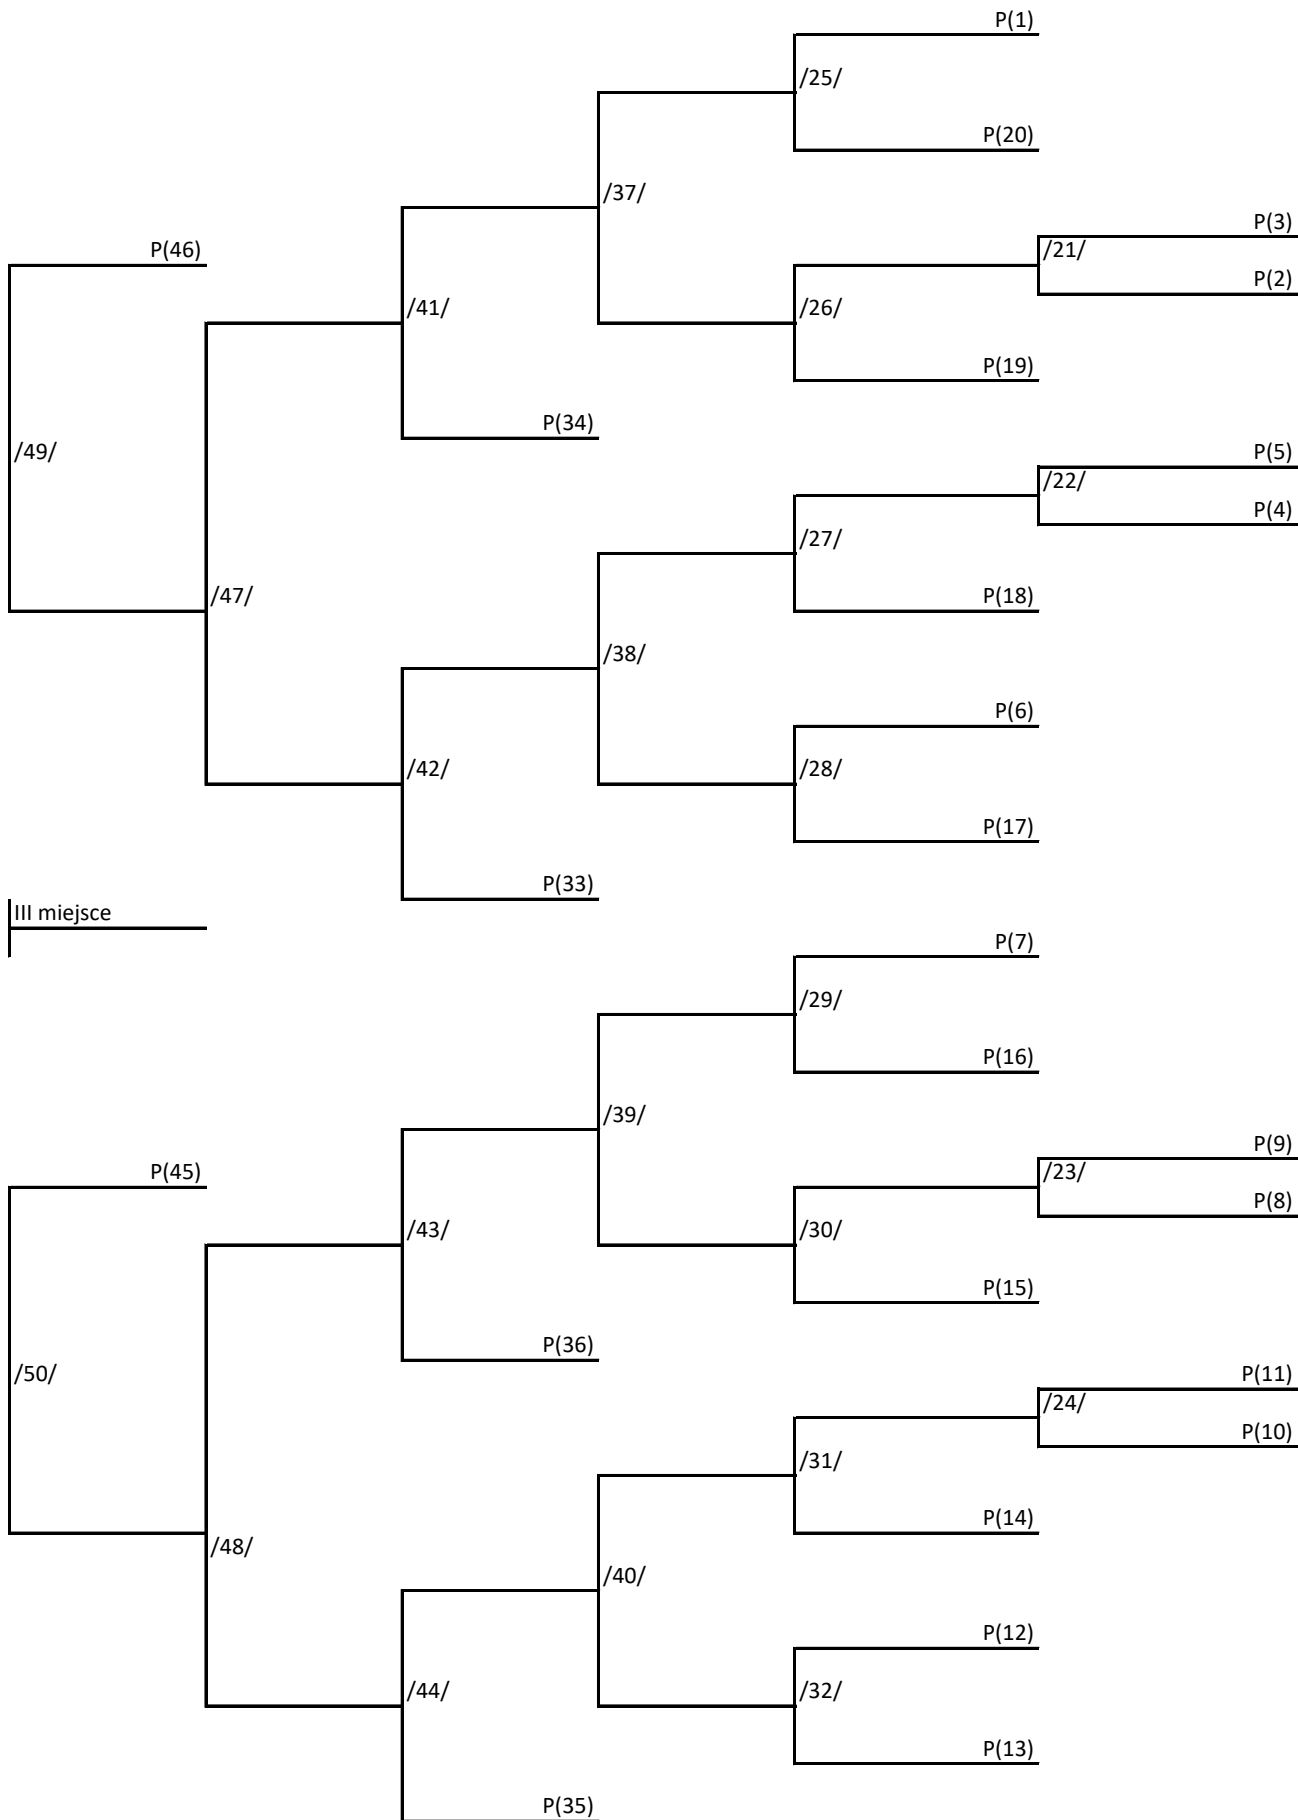 P(1)
/25/
P(20)
/37/
P(3)
P(46)
/21/
P(2)
/41/
/26/
P(19)
P(34)
/49/
P(5)
/22/
P(4)
/27/
/47/
P(18)
/38/
P(6)
/42/
/28/
P(17)
P(33)
III miejsce
P(7)
/29/
P(16)
/39/
P(9)
P(45)
/23/
P(8)
/43/
/30/
P(15)
P(36)
/50/
P(11)
/24/
P(10)
/31/
P(14)
/48/
/40/
P(12)
/44/
/32/
P(13)
P(35)